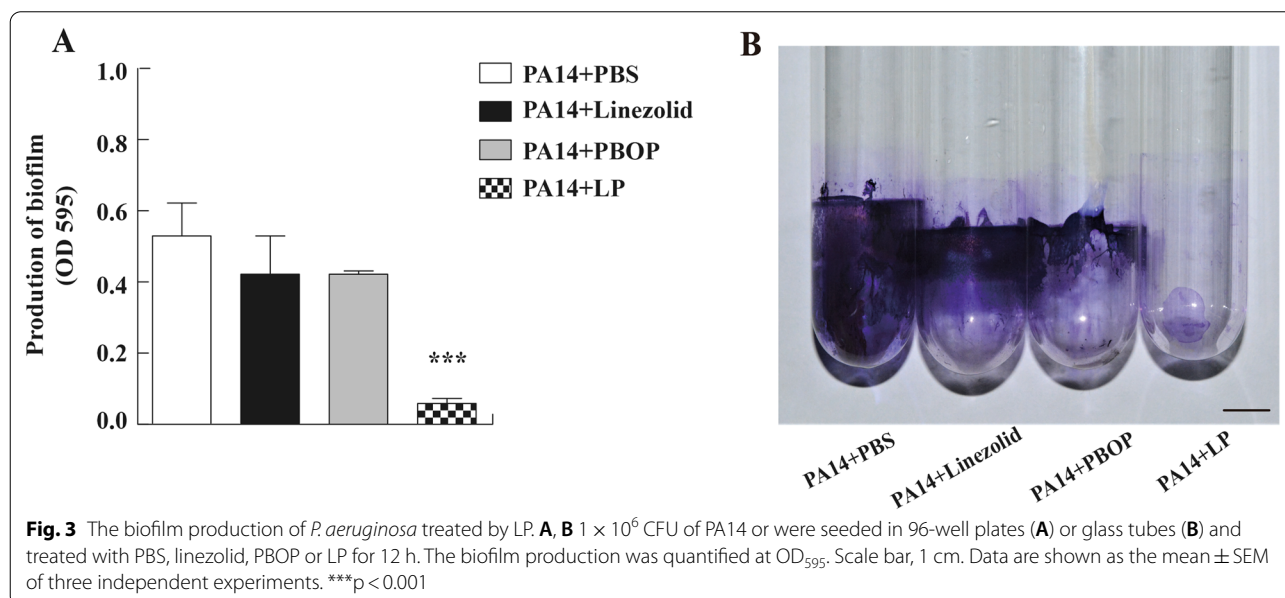 A
Prodution of biofilm
(OD 595)
1.0
0.8
0.6
0.4
0.2
0.0
***
PA14+PBS
PA14+Linezolid
PA14+PBOP
PA14+LP
B
PA14+PBS
PA14+Linezolid
PA14+PBOP
PA14+LP
Fig. 3 The biofilm production of P. aeruginosa treated by LP. A, B 1 × 10⁶ CFU of PA14 or were seeded in 96-well plates (A) or glass tubes (B) and
treated with PBS, linezolid, PBOP or LP for 12 h. The biofilm production was quantified at OD₅₉₅. Scale bar, 1 cm. Data are shown as the mean ± SEM
of three independent experiments. ***p < 0.001